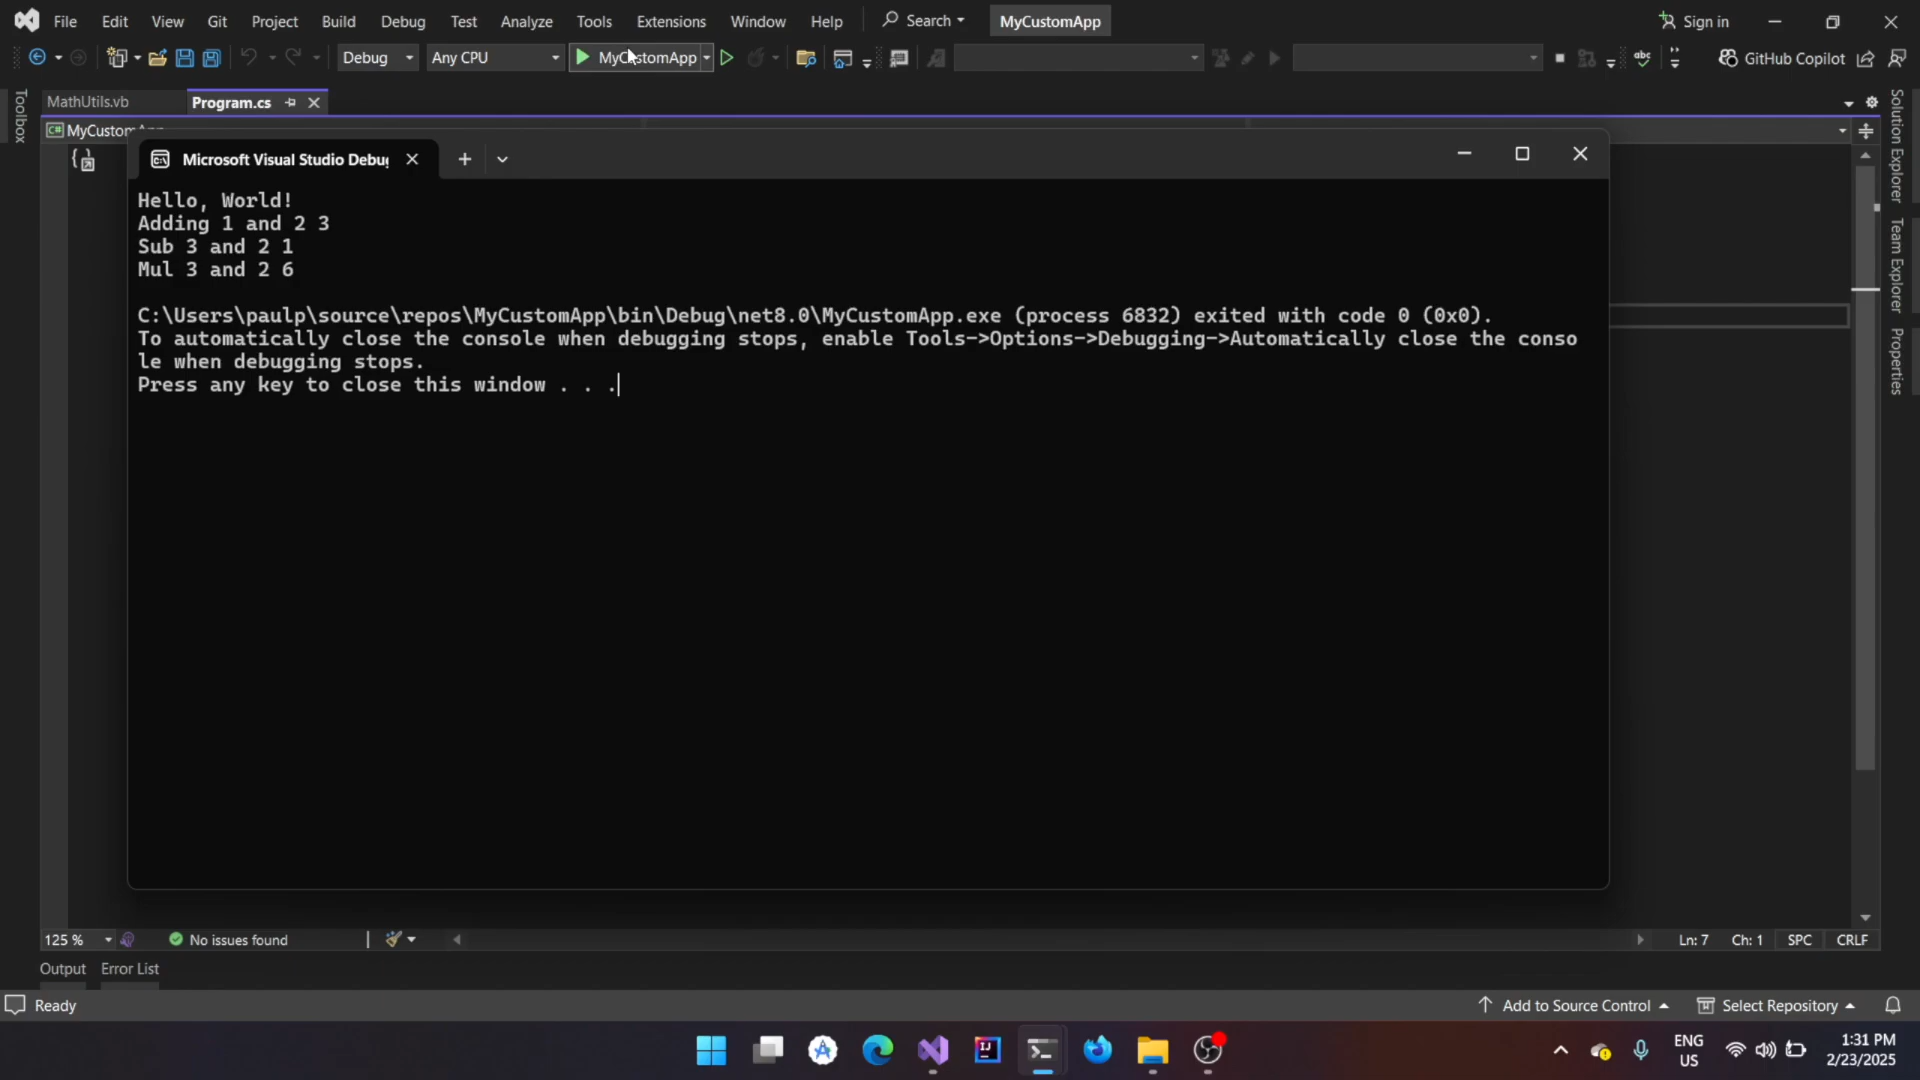 File Edit View Git Project Build Debug Test Analyze Tools Extensions Window Help Search MyCustomApp Sign in
Debug Any CPU MyCustomApp GitHub Copilot
Toolbox
MathUtils.vb Program.cs
C# MyCustomApp
Microsoft Visual Studio Debu
Hello, World!
Adding 1 and 2 3
Sub 3 and 2 1
Mul 3 and 2 6
C:\Users\paulp\source\repos\MyCustomApp\bin\Debug\net8.0\MyCustomApp.exe (process 6832) exited with code 0 (0x0).
To automatically close the console when debugging stops, enable Tools->Options->Debugging->Automatically close the conso
le when debugging stops.
Press any key to close this window . . .
Solution Explorer
Team Explorer
Properties
125 % No issues found Ln: 7 Ch: 1 SPC CRLF
Output Error List
Ready Add to Source Control Select Repository
ENG
US
1:31 PM
2/23/2025